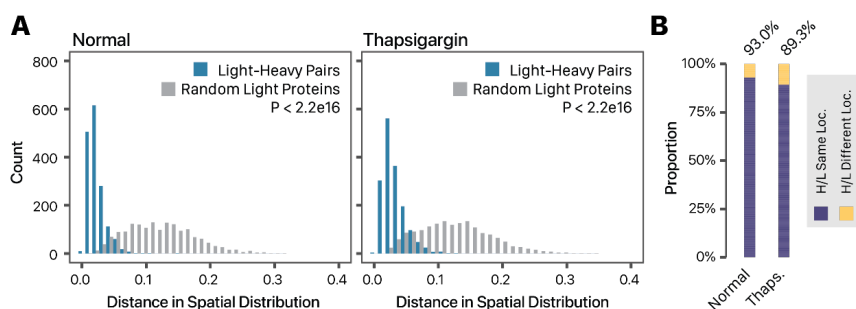 A
Normal
Light-Heavy Pairs
Random Light Proteins
P < 2.2e16
Count
800
600
400
200
0
0.0 0.1 0.2 0.3 0.4
Distance in Spatial Distribution
Thapsigargin
Light-Heavy Pairs
Random Light Proteins
P < 2.2e16
0.0 0.1 0.2 0.3 0.4
Distance in Spatial Distribution
B
93.0%
89.3%
Proportion
100%
75%
50%
25%
0%
Normal
Thaps.
H/L Same Loc.
H/L Different Loc.